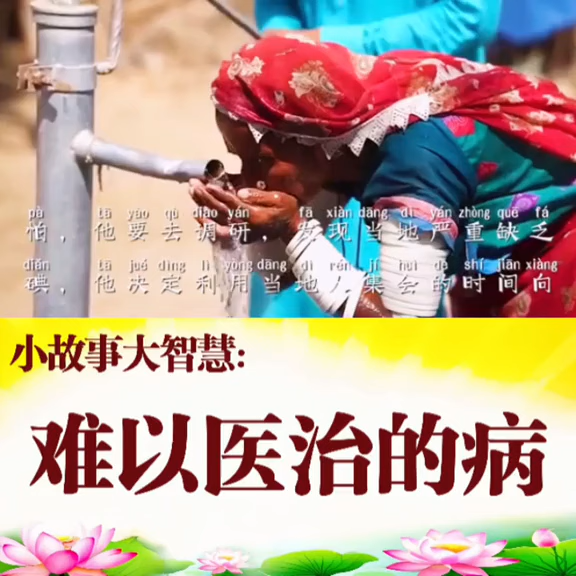 pà tā yào qù diào yán fā xiàn dāng dì yán zhòng quē fá
怕，他要去调研，发现当地严重缺乏
diǎn tā jué dìng lì yòng dāng dì rén jí huì de shí jiān xiàng
碘，他决定利用当地人集会的时间向
小故事大智慧:
难以医治的病